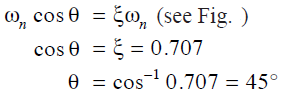 ωₙ cos θ = ξωₙ (see Fig. )
cos θ = ξ = 0.707
θ = cos⁻¹ 0.707 = 45°